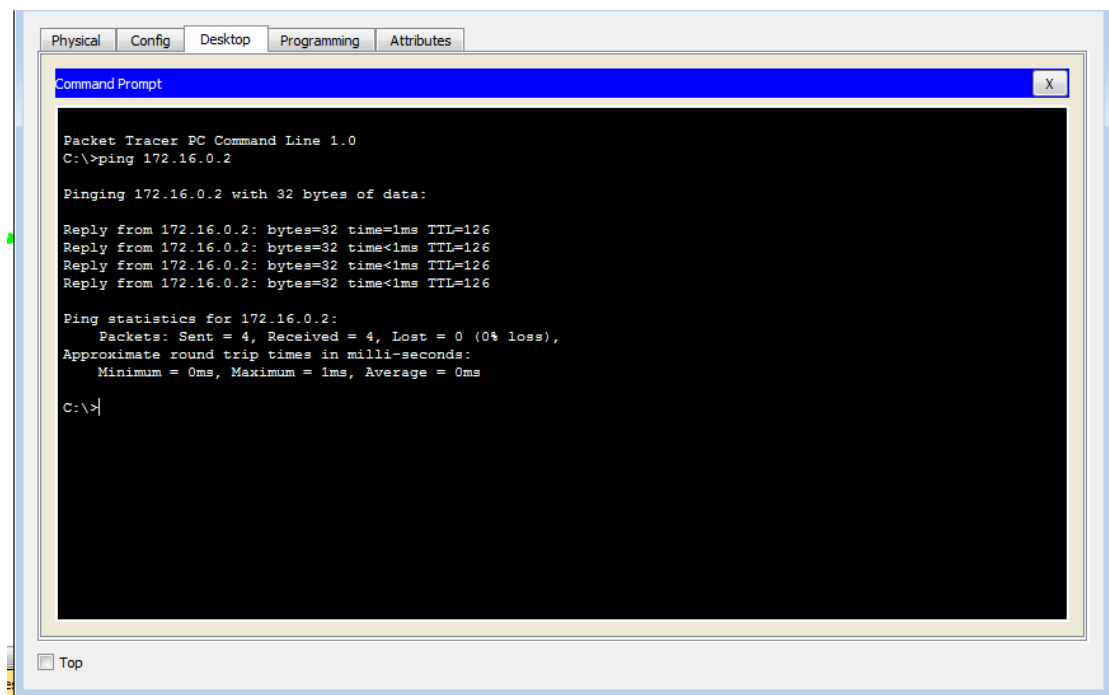 Physical Config Desktop Programming Attributes
Command Prompt X
Packet Tracer PC Command Line 1.0
C:\>ping 172.16.0.2
Pinging 172.16.0.2 with 32 bytes of data:
Reply from 172.16.0.2: bytes=32 time=1ms TTL=126
Reply from 172.16.0.2: bytes=32 time<1ms TTL=126
Reply from 172.16.0.2: bytes=32 time<1ms TTL=126
Reply from 172.16.0.2: bytes=32 time<1ms TTL=126
Ping statistics for 172.16.0.2:
Packets: Sent = 4, Received = 4, Lost = 0 (0% loss),
Approximate round trip times in milli-seconds:
Minimum = 0ms, Maximum = 1ms, Average = 0ms
C:\>
Top